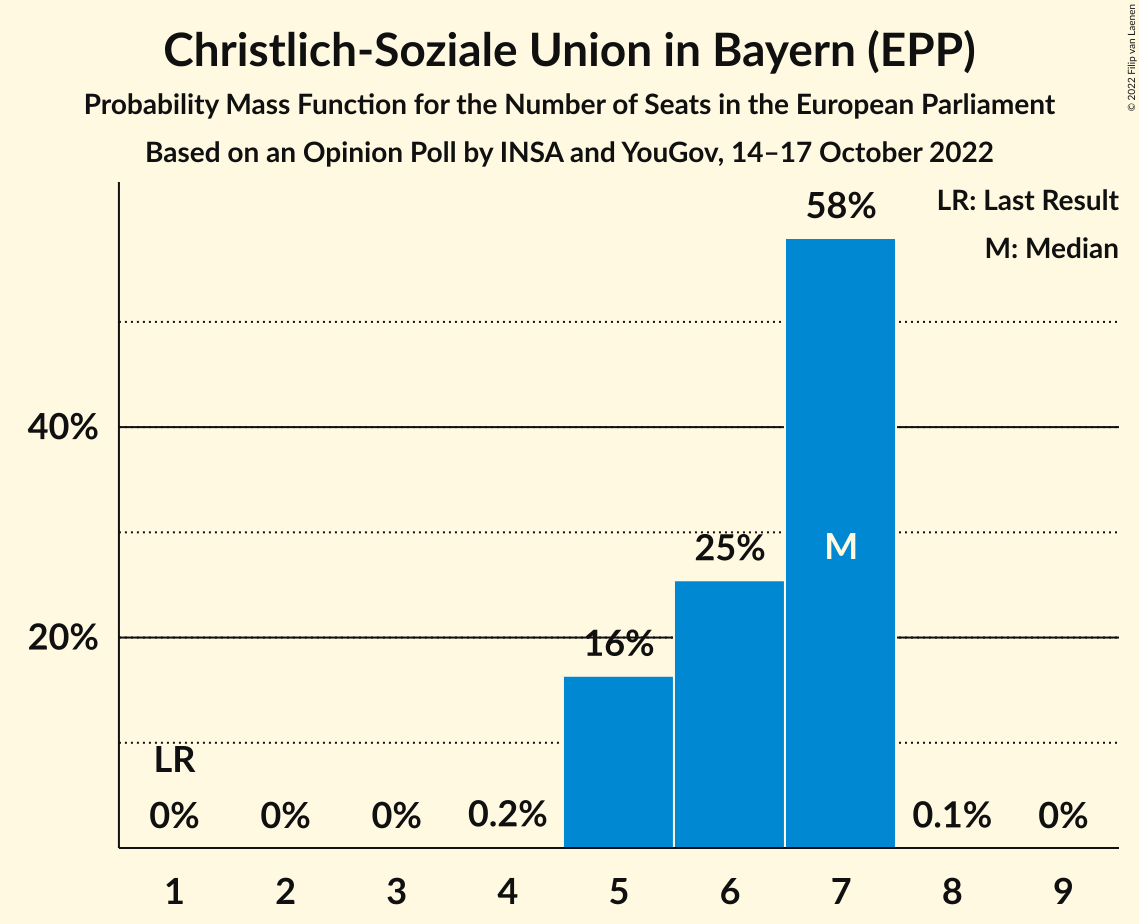 Christlich-Soziale Union in Bayern (EPP)
Probability Mass Function for the Number of Seats in the European Parliament
Based on an Opinion Poll by INSA and YouGov, 14–17 October 2022
© 2022 Filip van Laenen
LR: Last Result
M: Median
58%
40%
25%
M
20%
16%
LR
0%
0%
0%
0.2%
0.1%
0%
1
2
3
4
5
6
7
8
9